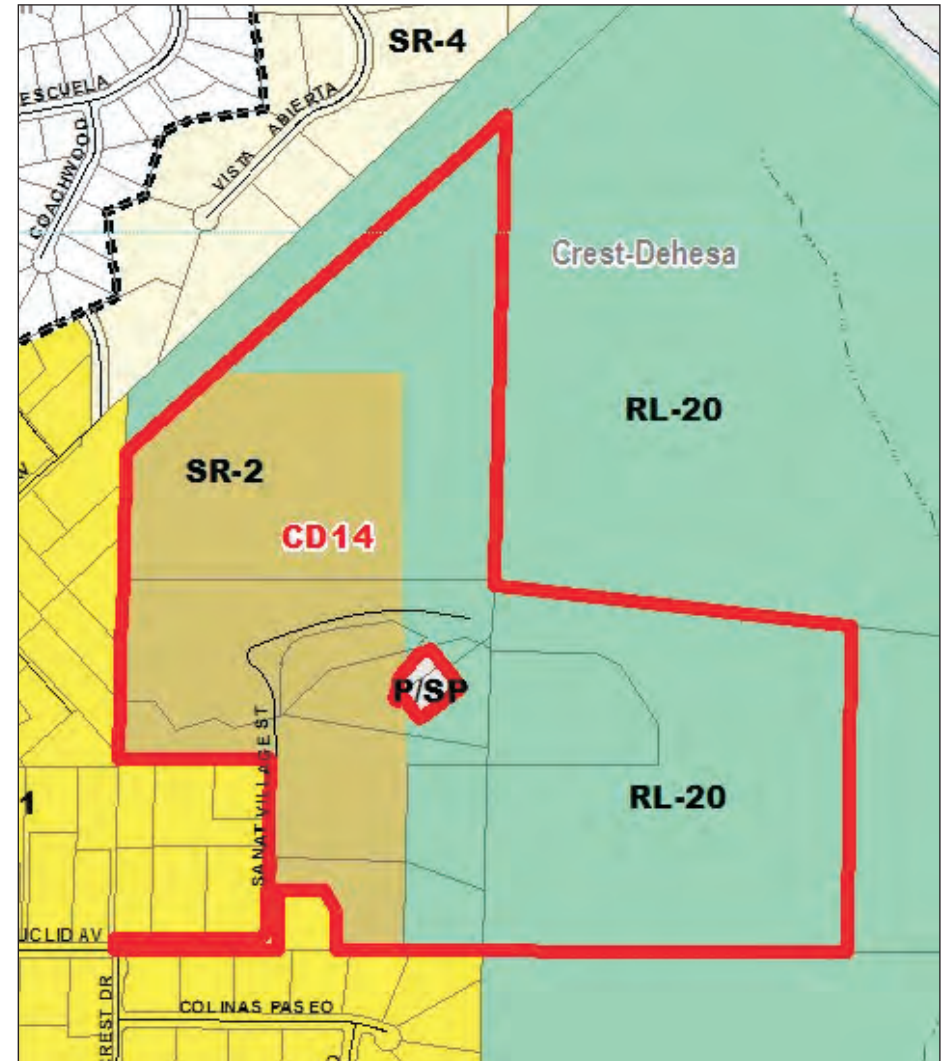 SR-4
ESCUELA
VISTA ABIERTA
COACHWOOD
Crest-Dehesa
RL-20
SR-2
CD14
P/SP
SANAT VILLAGE ST
RL-20
1
UCLID AV
CREST DR
COLINAS PASEO